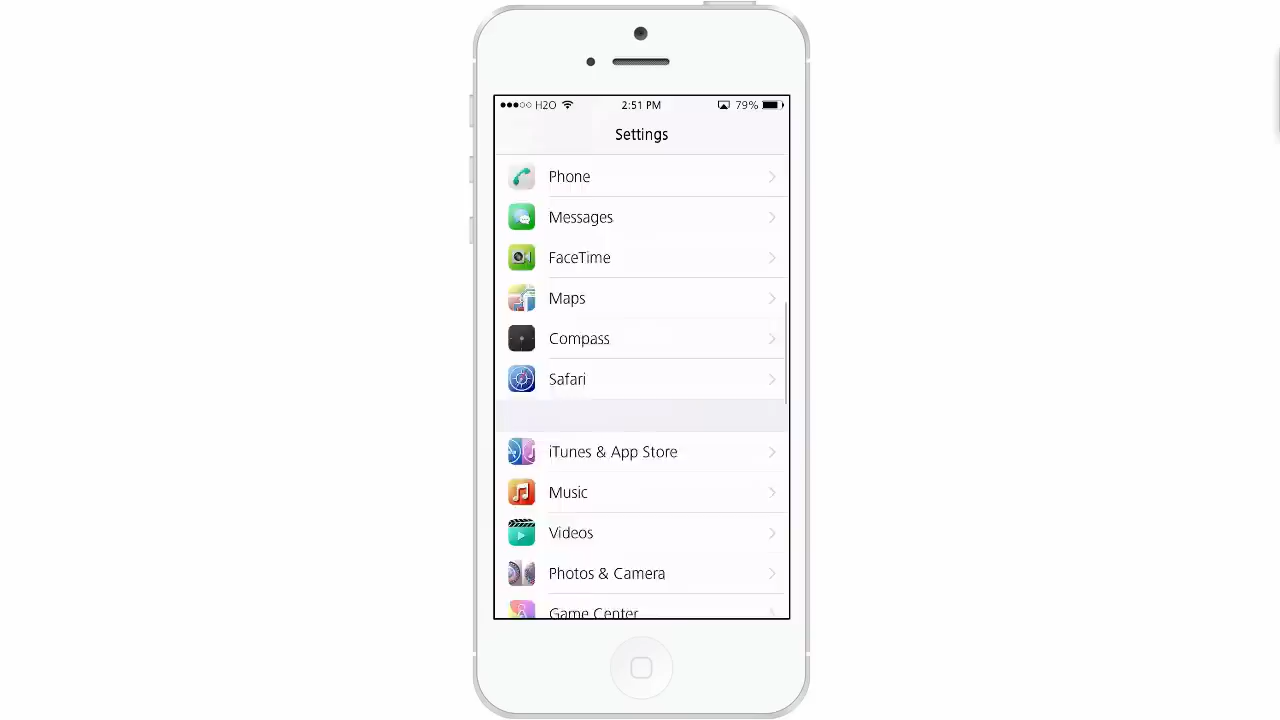 H2O 2:51 PM 79%
Settings
Phone
Messages
FaceTime
Maps
Compass
Safari
iTunes & App Store
Music
Videos
Photos & Camera
Game Center